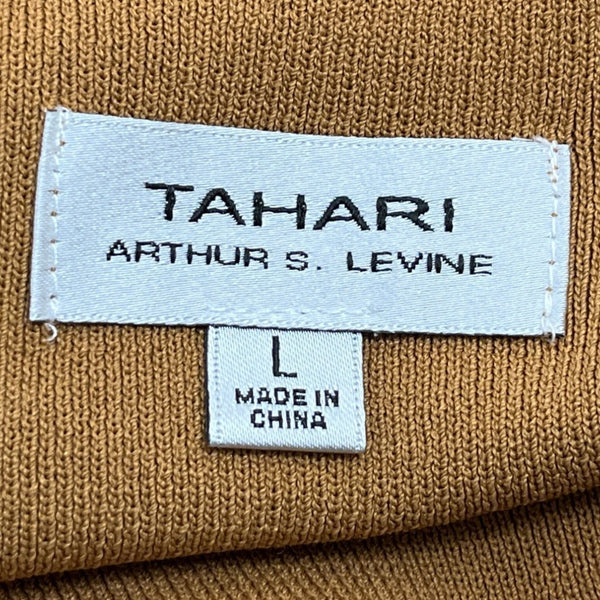 TAHARI
ARTHUR S. LEVINE
L
MADE IN
CHINA